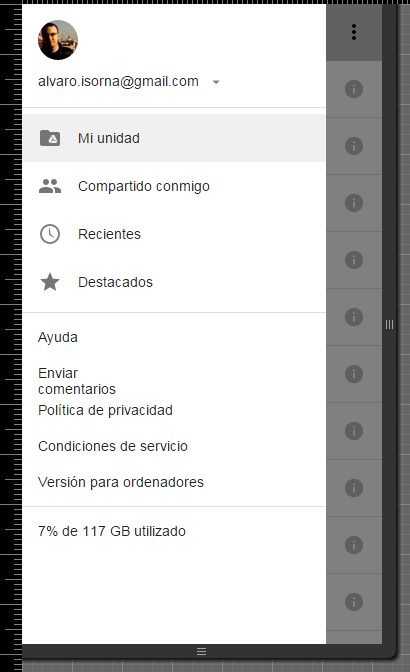 alvaro.isorna@gmail.com
Mi unidad
Compartido conmigo
Recientes
Destacados
Ayuda
Enviar
comentarios
Política de privacidad
Condiciones de servicio
Versión para ordenadores
7% de 117 GB utilizado